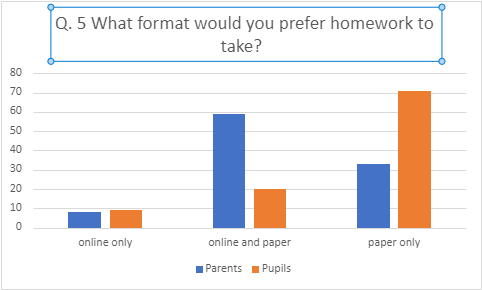 Q. 5 What format would you prefer homework to
take?
80
70
60
50
40
30
20
10
0
online only
online and paper
paper only
Parents
Pupils